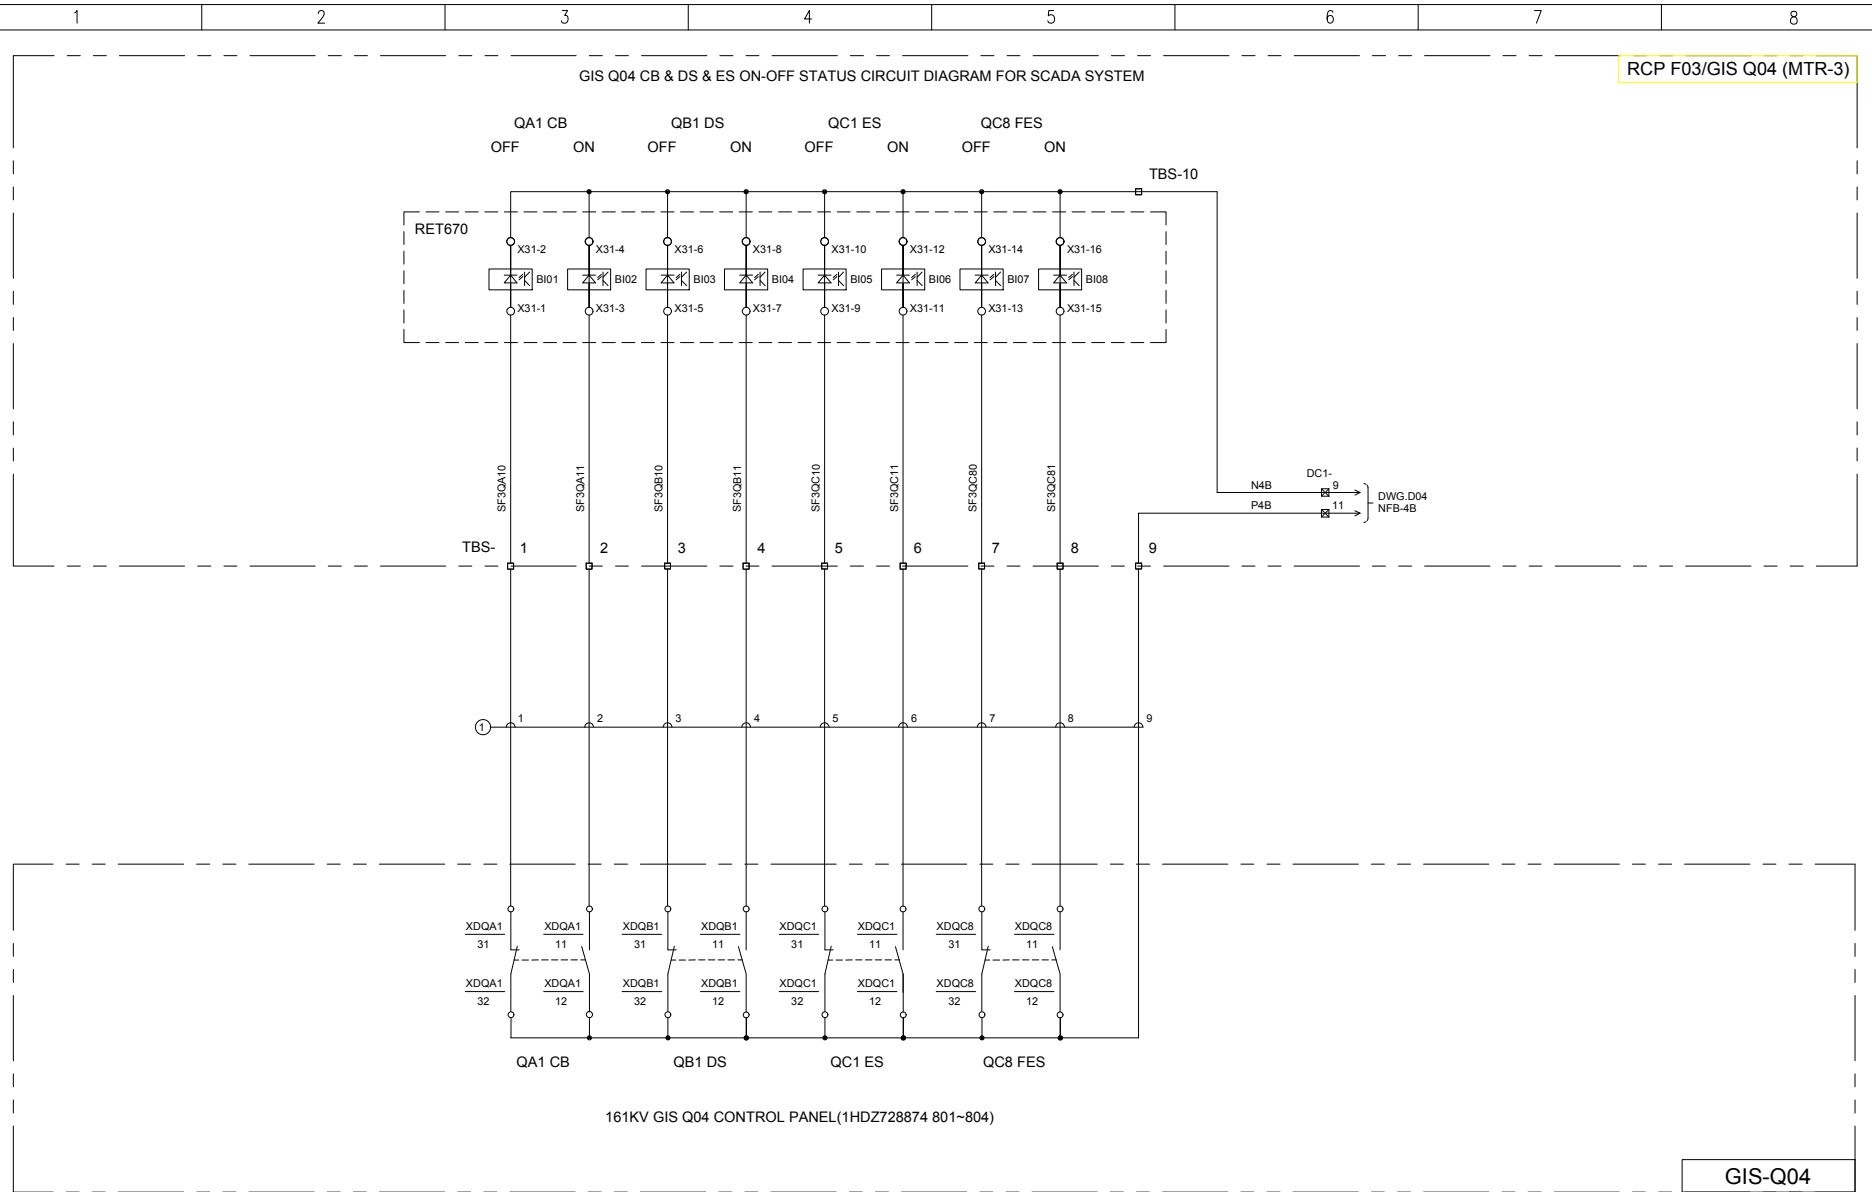 1 2 3 4 5 6 7 8
RCP F03/GIS Q04 (MTR-3)
GIS Q04 CB & DS & ES ON-OFF STATUS CIRCUIT DIAGRAM FOR SCADA SYSTEM
QA1 CB QB1 DS QC1 ES QC8 FES
OFF ON OFF ON OFF ON OFF ON
TBS-10
RET670
X31-2 X31-4 X31-6 X31-8 X31-10 X31-12 X31-14 X31-16
BI01 BI02 BI03 BI04 BI05 BI06 BI07 BI08
X31-1 X31-3 X31-5 X31-7 X31-9 X31-11 X31-13 X31-15
SF3QA10 SF3QA11 SF3QB10 SF3QB11 SF3QC10 SF3QC11 SF3QC80 SF3QC81
DC1-
N4B 9
P4B 11
DWG.D04
NFB-4B
TBS- 1 2 3 4 5 6 7 8 9
1 1 2 3 4 5 6 7 8 9
XDQA1 XDQA1 XDQB1 XDQB1 XDQC1 XDQC1 XDQC8 XDQC8
31 11 31 11 31 11 31 11
XDQA1 XDQA1 XDQB1 XDQB1 XDQC1 XDQC1 XDQC8 XDQC8
32 12 32 12 32 12 32 12
QA1 CB QB1 DS QC1 ES QC8 FES
161KV GIS Q04 CONTROL PANEL(1HDZ728874 801~804)
GIS-Q04